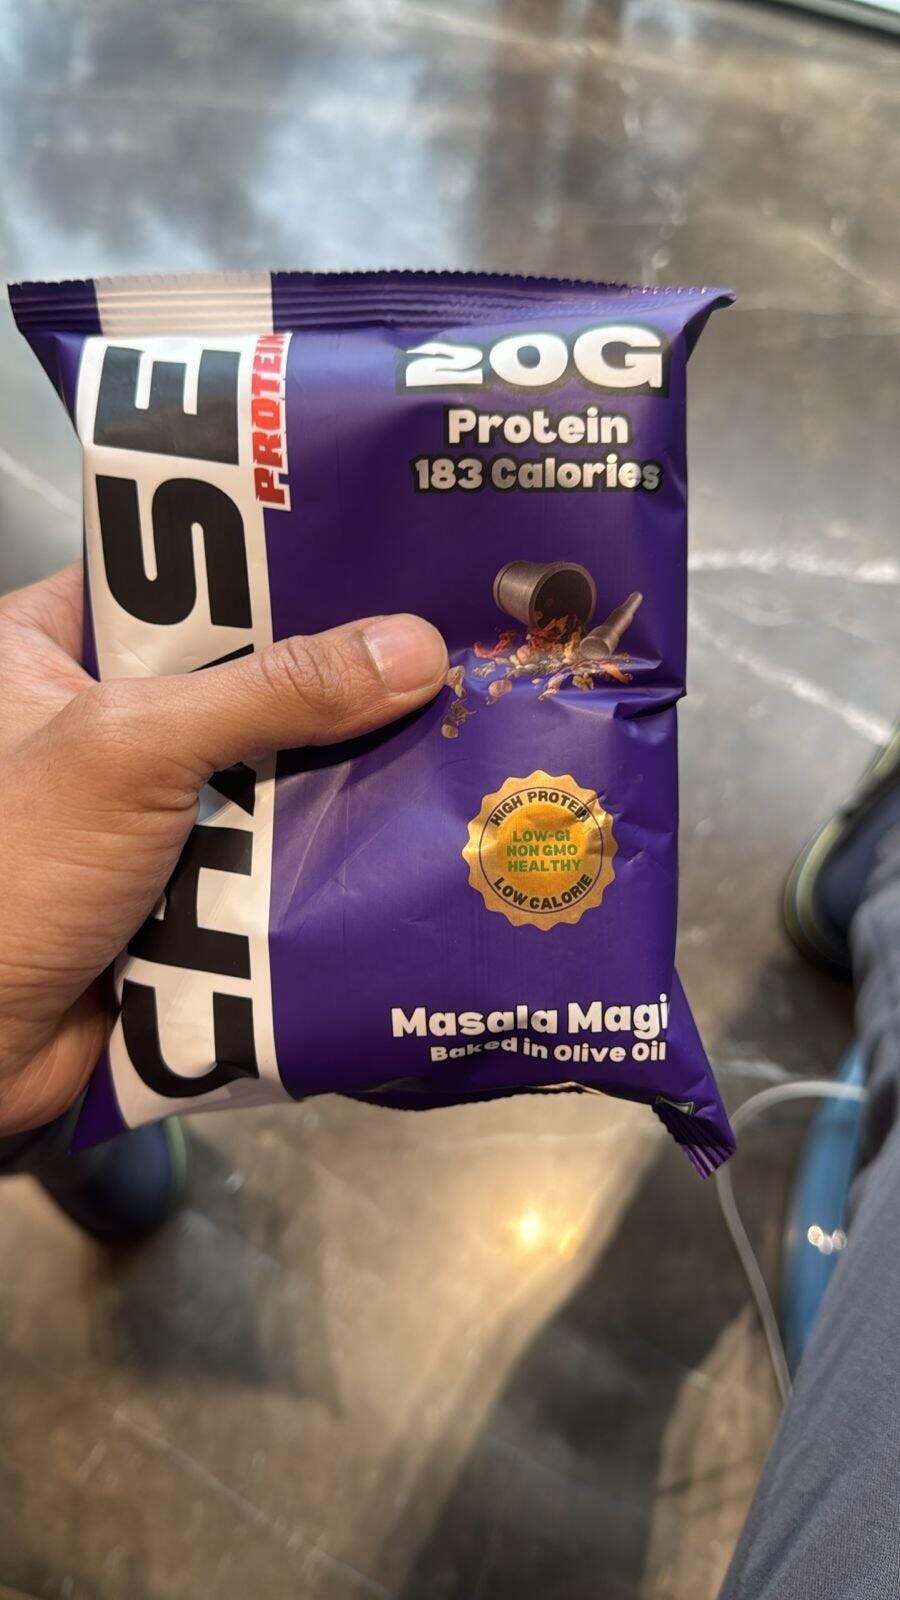 CHASE
PROTEIN
20G
Protein
183 Calories
HIGH PROTEIN
LOW-GI
NON GMO
HEALTHY
LOW CALORIE
Masala Magi
Baked in Olive Oil